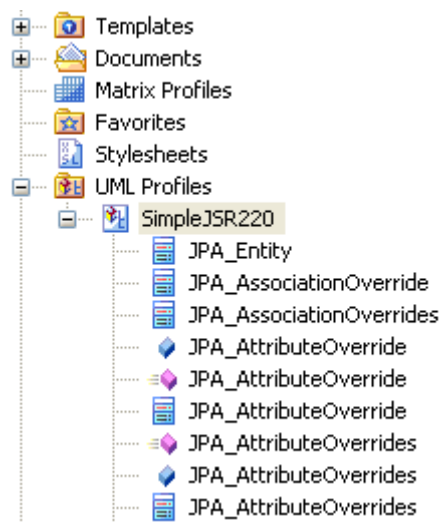 Templates
Documents
Matrix Profiles
Favorites
Stylesheets
UML Profiles
SimpleJSR220
JPA_Entity
JPA_AssociationOverride
JPA_AssociationOverrides
JPA_AttributeOverride
JPA_AttributeOverride
JPA_AttributeOverride
JPA_AttributeOverrides
JPA_AttributeOverrides
JPA_AttributeOverrides